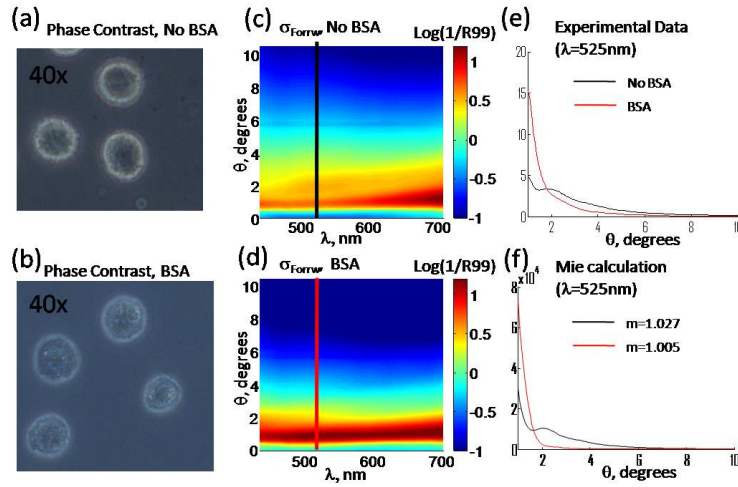 (a)
Phase Contrast, No BSA
40x
(b)
Phase Contrast, BSA
40x
(c)
σForrw, No BSA
Log(1/R99)
θ, degrees
10
8
6
4
2
0
500
600
700
λ, nm
1
0.5
0
-0.5
-1
(d)
σForrw, BSA
Log(1/R99)
θ, degrees
10
8
6
4
2
0
500
600
700
λ, nm
1
0.5
0
-0.5
-1
(e)
Experimental Data
(λ=525nm)
No BSA
BSA
20
15
10
5
0
2
4
6
8
10
θ, degrees
(f)
Mie calculation
(λ=525nm)
m=1.027
m=1.005
x10^4
8
6
4
2
0
2
4
6
8
10
θ, degrees